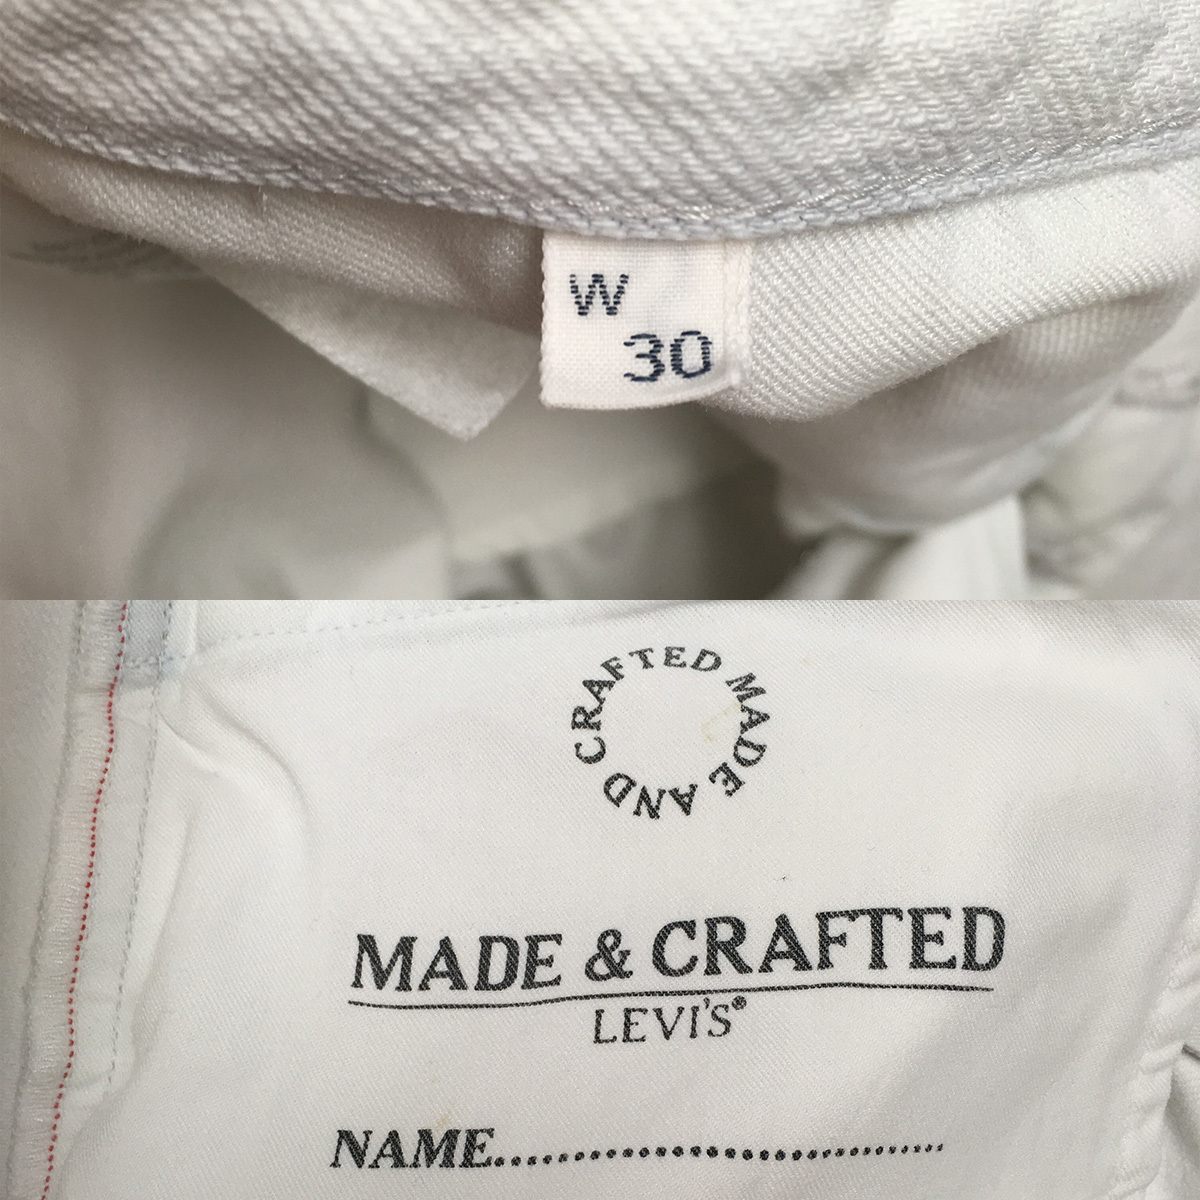 W
30
CRAFTED MADE AND
MADE & CRAFTED
LEVI'S®
NAME................................